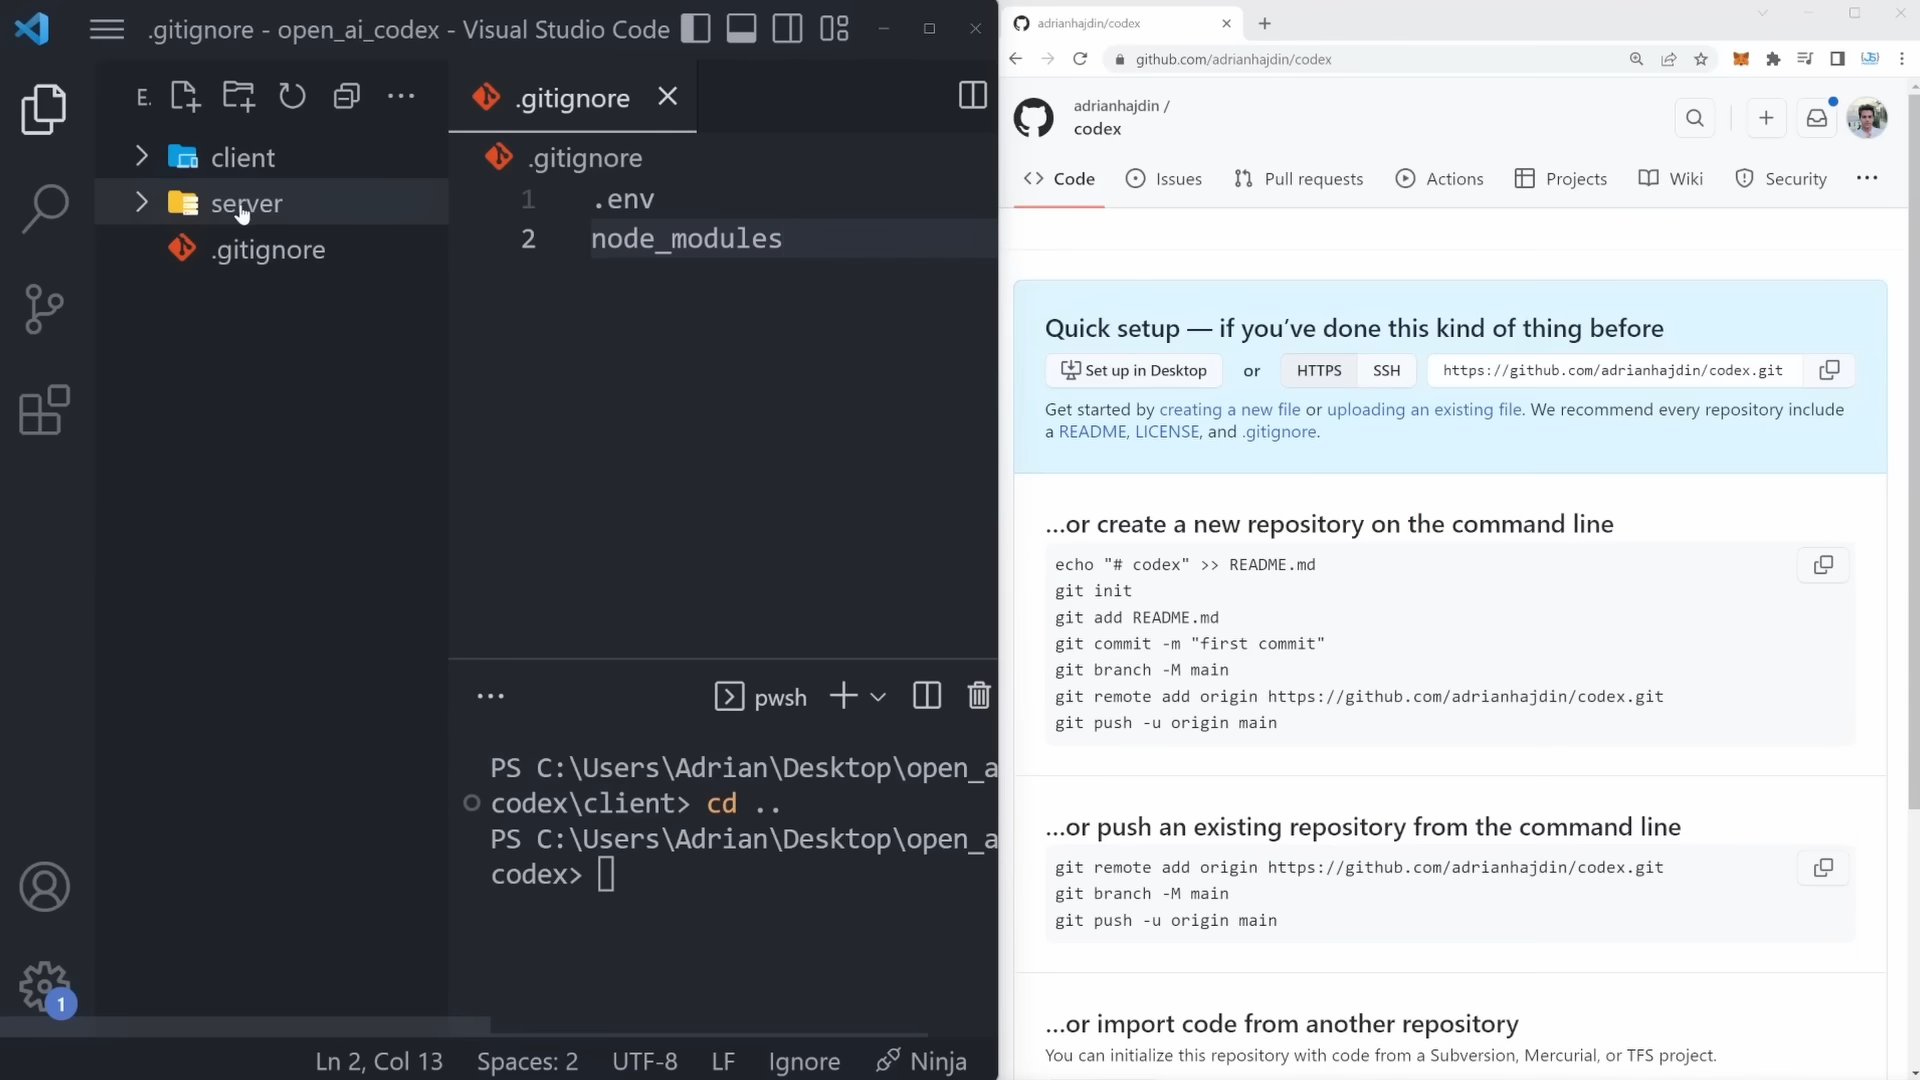 .gitignore - open_ai_codex - Visual Studio Code
E.
client
server
.gitignore
.gitignore
.gitignore
1 .env
2 node_modules
pwsh
PS C:\Users\Adrian\Desktop\open_a
codex\client> cd ..
PS C:\Users\Adrian\Desktop\open_a
codex>
1
Ln 2, Col 13 Spaces: 2 UTF-8 LF Ignore Ninja
adrianhajdin/codex
github.com/adrianhajdin/codex
adrianhajdin /
codex
Code Issues Pull requests Actions Projects Wiki Security
Quick setup — if you’ve done this kind of thing before
Set up in Desktop or HTTPS SSH https://github.com/adrianhajdin/codex.git
Get started by creating a new file or uploading an existing file. We recommend every repository include
a README, LICENSE, and .gitignore.
…or create a new repository on the command line
echo "# codex" >> README.md
git init
git add README.md
git commit -m "first commit"
git branch -M main
git remote add origin https://github.com/adrianhajdin/codex.git
git push -u origin main
…or push an existing repository from the command line
git remote add origin https://github.com/adrianhajdin/codex.git
git branch -M main
git push -u origin main
…or import code from another repository
You can initialize this repository with code from a Subversion, Mercurial, or TFS project.